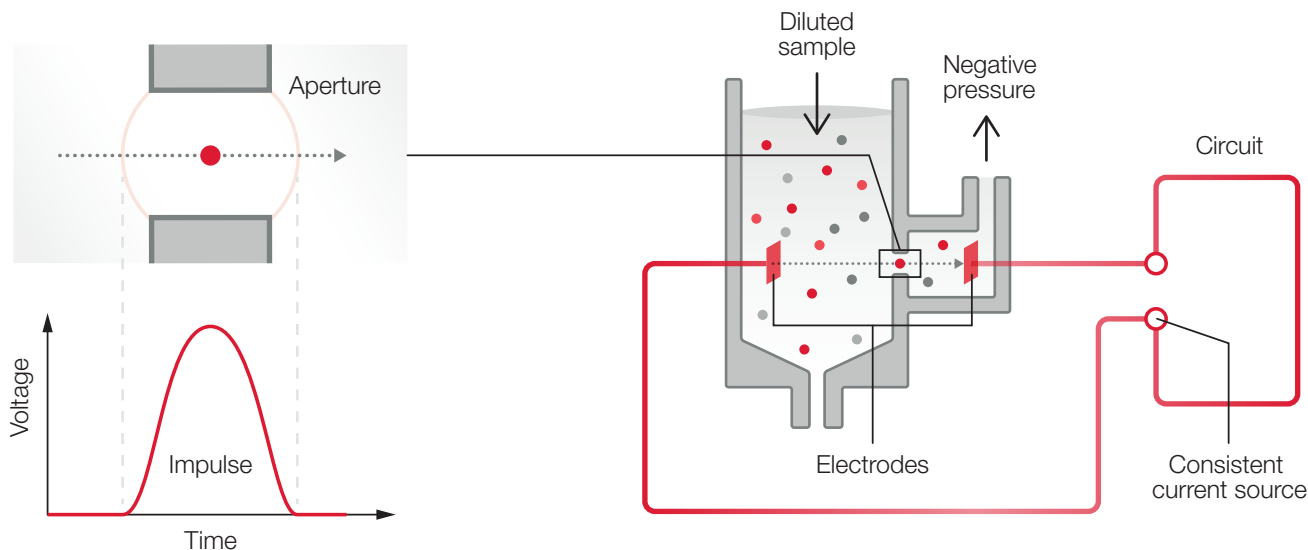 Diluted
sample
Negative
pressure
Aperture
Circuit
Voltage
Impulse
Time
Electrodes
Consistent
current source